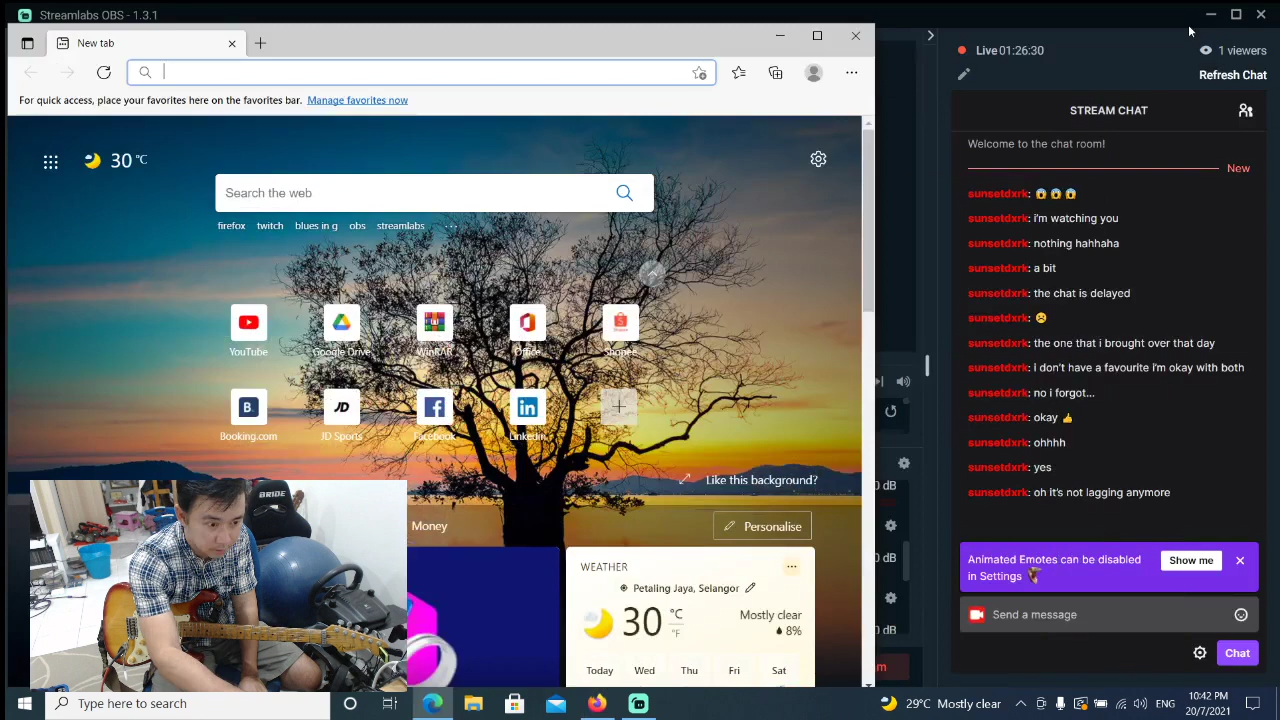 Streamlabs OBS - 1.3.1
New tab
Live 01:26:30
1 viewers
Refresh Chat
For quick access, place your favorites here on the favorites bar. Manage favorites now
STREAM CHAT
Welcome to the chat room!
New
30 °C
Search the web
firefox twitch blues in g obs streamlabs ...
sunsetdxrk: 😱 😱 😱
sunsetdxrk: i'm watching you
sunsetdxrk: nothing hahhaha
sunsetdxrk: a bit
sunsetdxrk: the chat is delayed
sunsetdxrk: ☹️
sunsetdxrk: the one that i brought over that day
sunsetdxrk: i don't have a favourite i'm okay with both
sunsetdxrk: no i forgot...
sunsetdxrk: okay 👍
sunsetdxrk: ohhhh
sunsetdxrk: yes
sunsetdxrk: oh it's not lagging anymore
YouTube Google Drive WinRAR Office Shopee
B.
JD
Booking.com JD Sports Facebook LinkedIn
Like this background?
Money
Personalise
WEATHER
Petaling Jaya, Selangor
30 °C
°F
Mostly clear
8%
Today Wed Thu Fri Sat
BRIDE
dB
dB
dB
Animated Emotes can be disabled
in Settings
Show me
Send a message
Chat
Type here to search
29°C Mostly clear
ENG
10:42 PM
20/7/2021